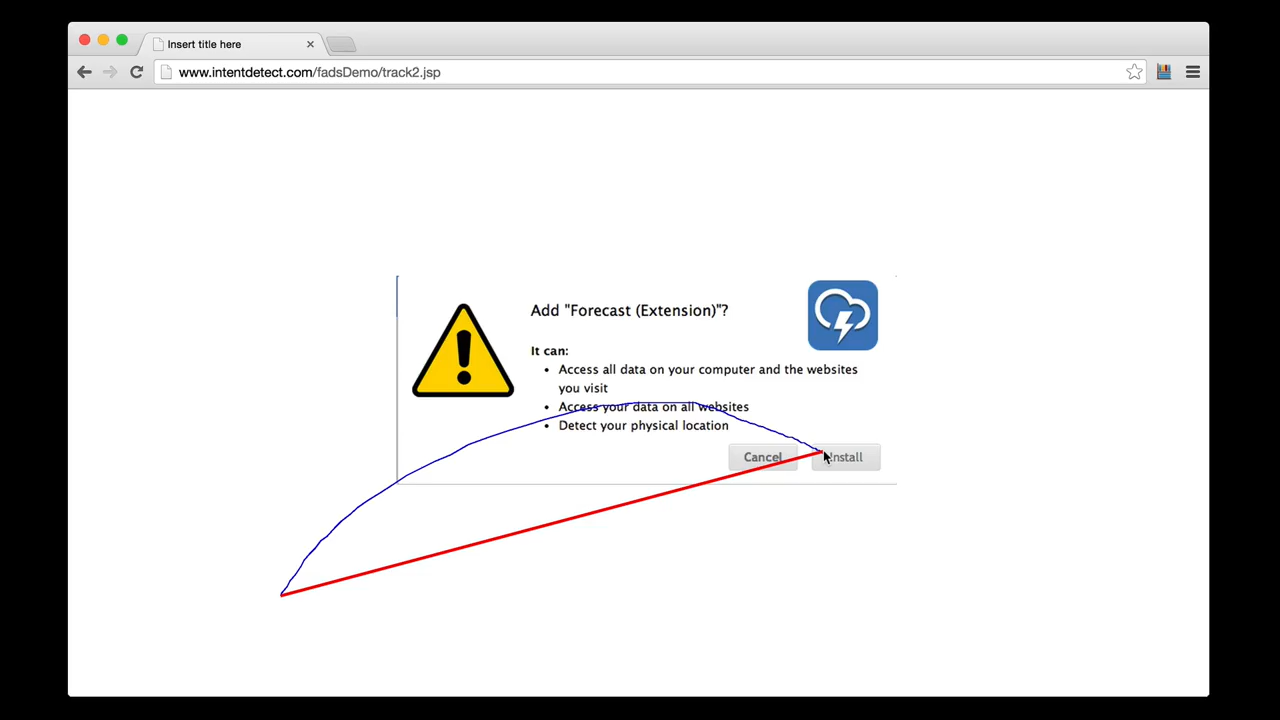 Insert title here
www.intentdetect.com/fadsDemo/track2.jsp
Add "Forecast (Extension)"?
It can:
• Access all data on your computer and the websites
you visit
• Access your data on all websites
• Detect your physical location
Cancel
Install